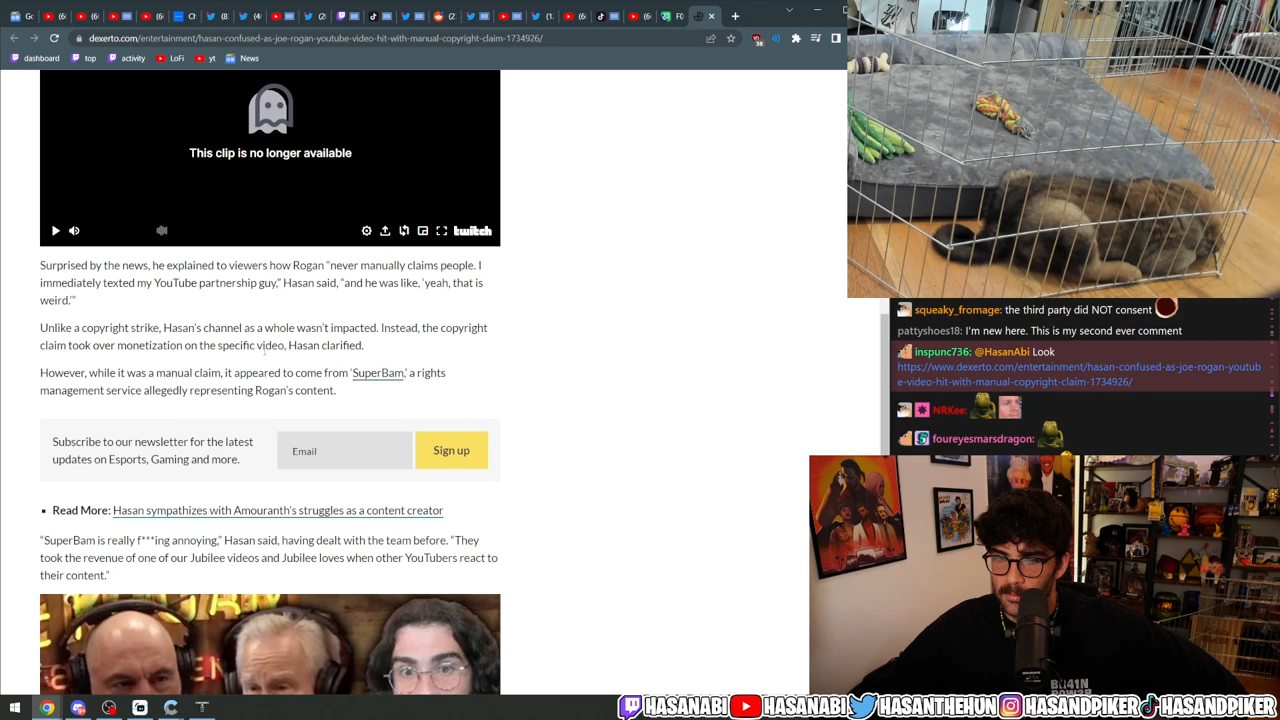 dexerto.com/entertainment/hasan-confused-as-joe-rogan-youtube-video-hit-with-manual-copyright-claim-1734926/
dashboard top activity LoFi yt News
This clip is no longer available
twitch
Surprised by the news, he explained to viewers how Rogan “never manually claims people. I
immediately texted my YouTube partnership guy,” Hasan said, “and he was like, ‘yeah, that is
weird.’”
Unlike a copyright strike, Hasan’s channel as a whole wasn’t impacted. Instead, the copyright
claim took over monetization on the specific video, Hasan clarified.
However, while it was a manual claim, it appeared to come from ‘SuperBam,’ a rights
management service allegedly representing Rogan’s content.
Subscribe to our newsletter for the latest
updates on Esports, Gaming and more.
Email
Sign up
Read More: Hasan sympathizes with Amouranth’s struggles as a content creator
“SuperBam is really f***ing annoying,” Hasan said, having dealt with the team before. “They
took the revenue of one of our Jubilee videos and Jubilee loves when other YouTubers react to
their content.”
squeaky_fromage: the third party did NOT consent
pattyshoes18: I'm new here. This is my second ever comment
inspunc736: @HasanAbi Look
https://www.dexerto.com/entertainment/hasan-confused-as-joe-rogan-youtub
e-video-hit-with-manual-copyright-claim-1734926/
NRKee:
foureyesmarsdragon:
HASANABI HASANABI HASANTHEHUN HASANDPIKER HASANDPIKER